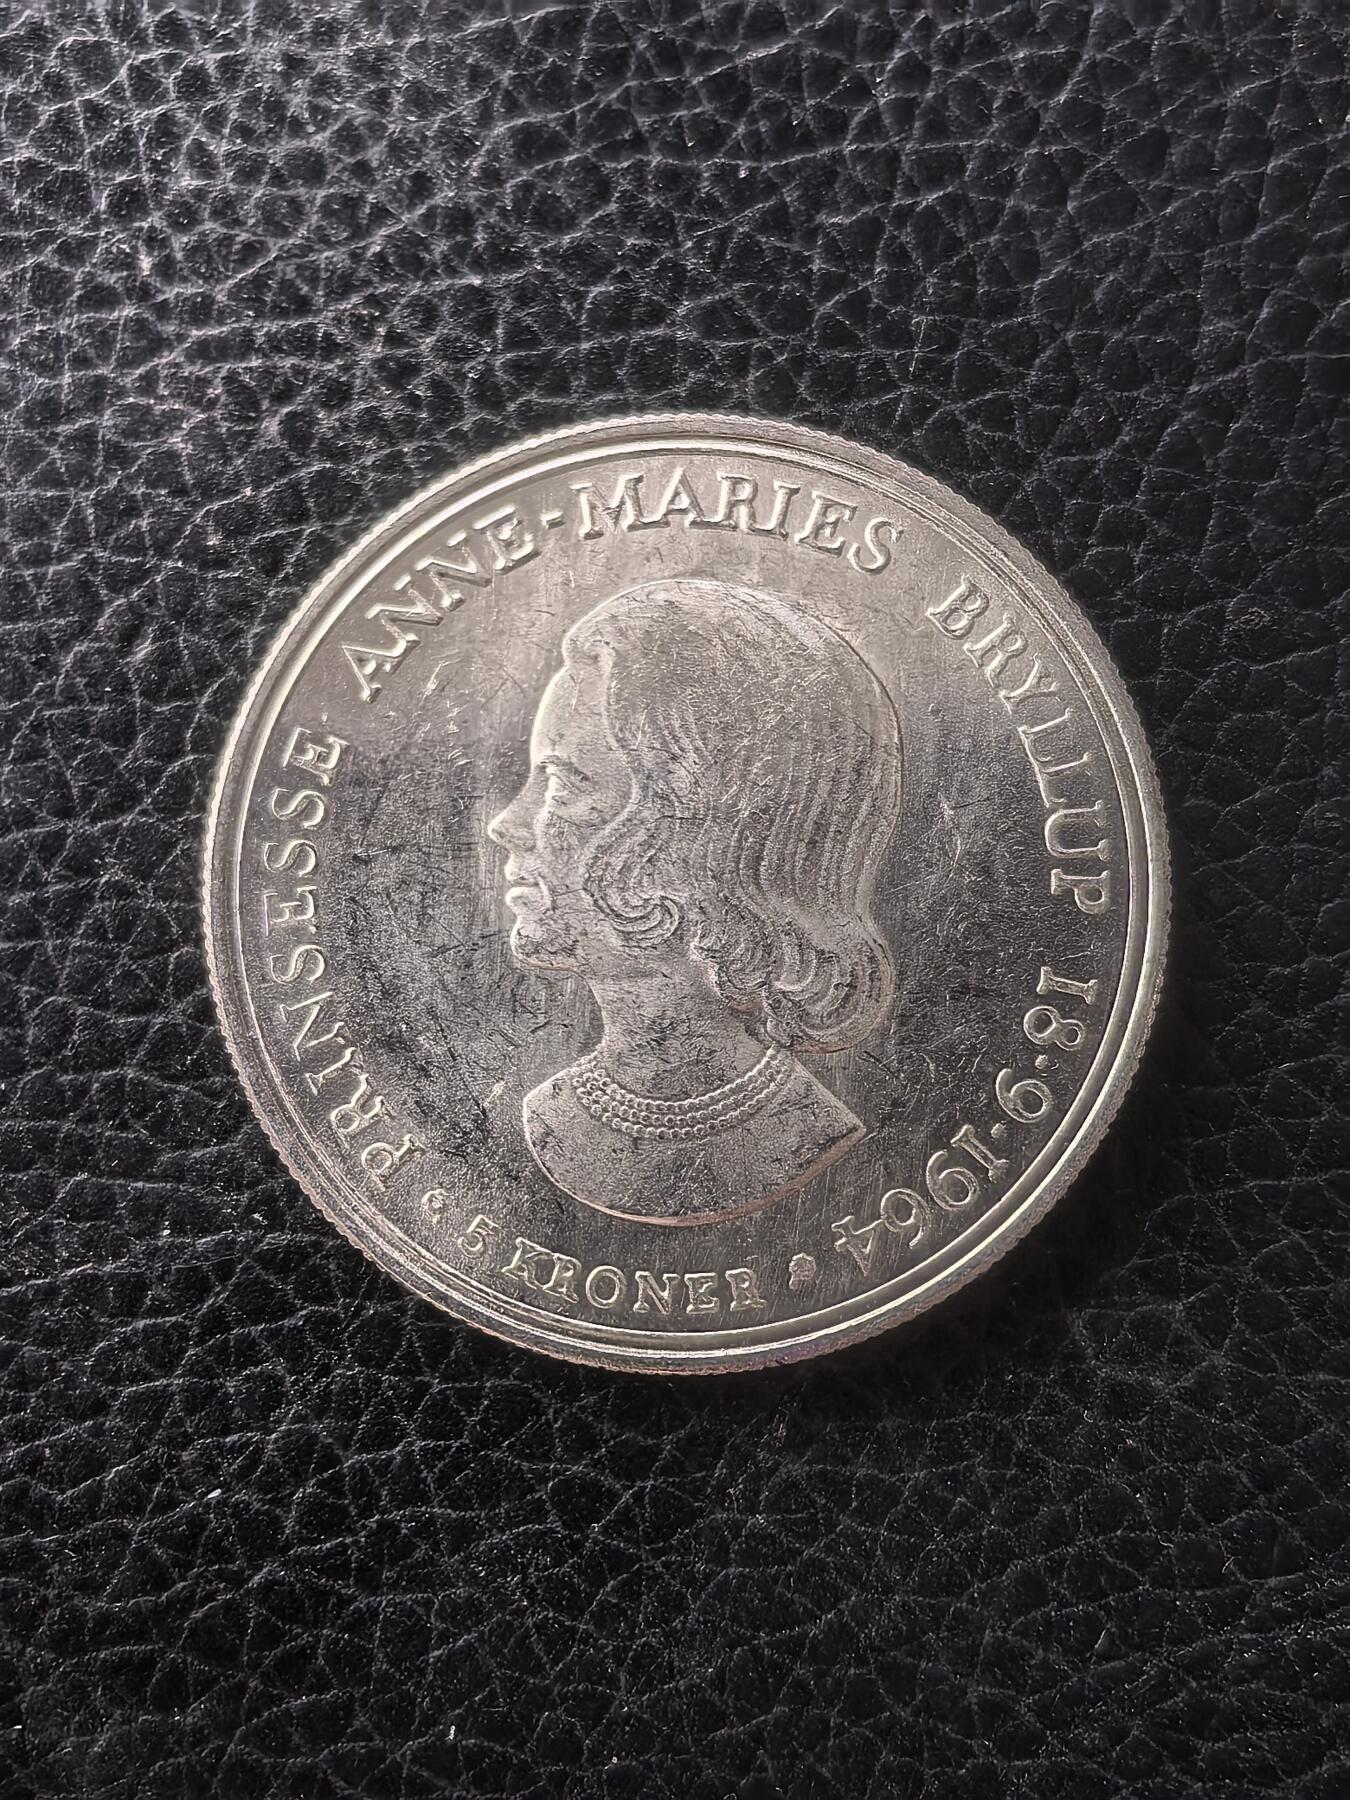 PRINSESSE ANNE-MARIES BRYLLUP 18·9·1964
5 KRONER